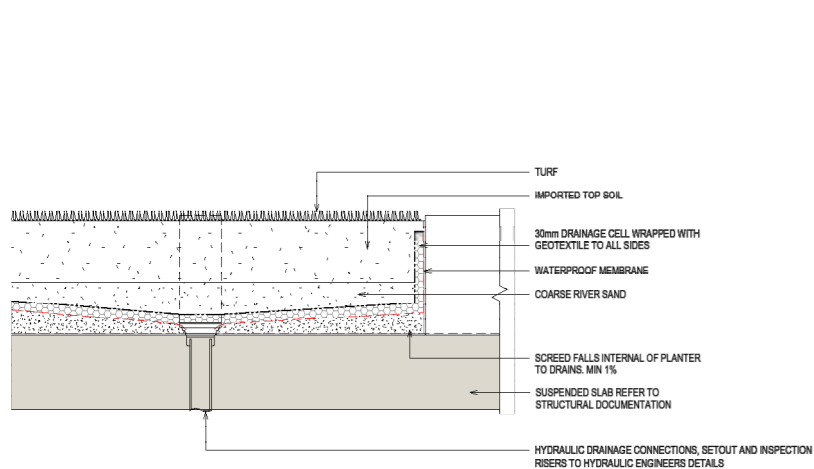 TURF
IMPORTED TOP SOIL
30mm DRAINAGE CELL WRAPPED WITH
GEOTEXTILE TO ALL SIDES
WATERPROOF MEMBRANE
COARSE RIVER SAND
SCREED FALLS INTERNAL OF PLANTER
TO DRAINS. MIN 1%
SUSPENDED SLAB REFER TO
STRUCTURAL DOCUMENTATION
HYDRAULIC DRAINAGE CONNECTIONS, SETOUT AND INSPECTION
RISERS TO HYDRAULIC ENGINEERS DETAILS